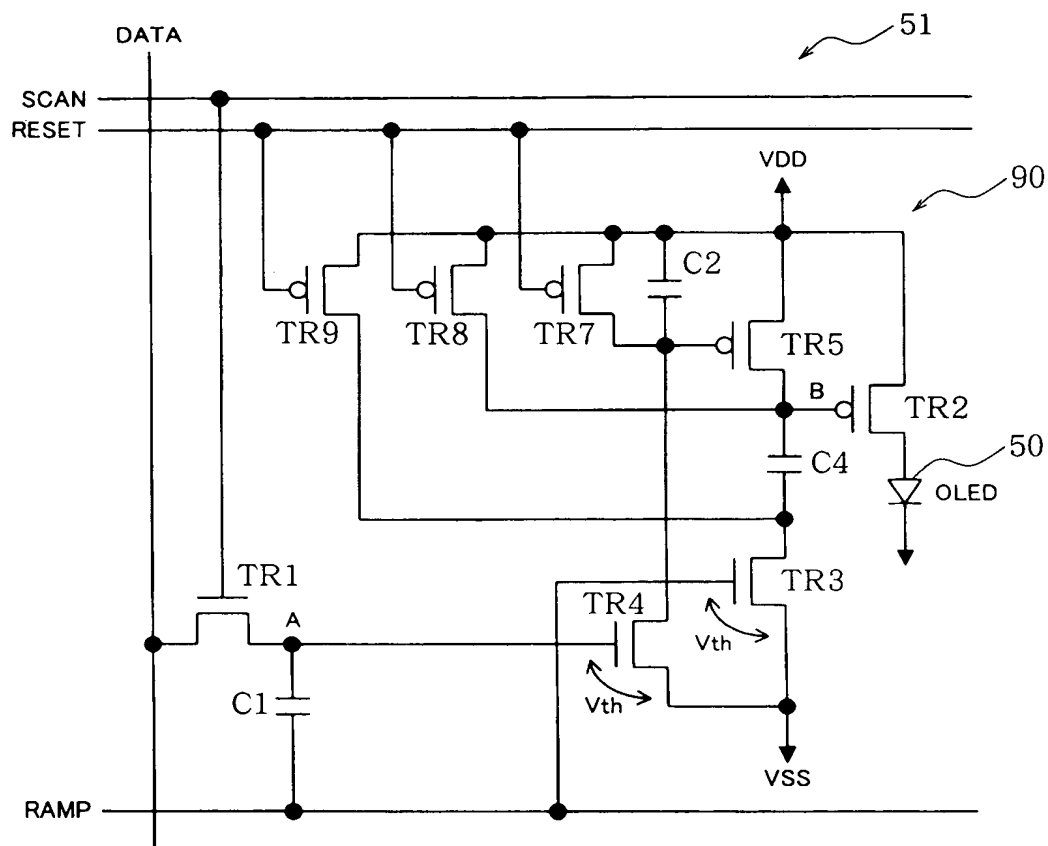 DATA
51
SCAN
RESET
VDD
90
C2
TR9
TR8
TR7
TR5
B
TR2
C4
50
OLED
TR1
A
TR4
TR3
Vth
Vth
C1
VSS
RAMP